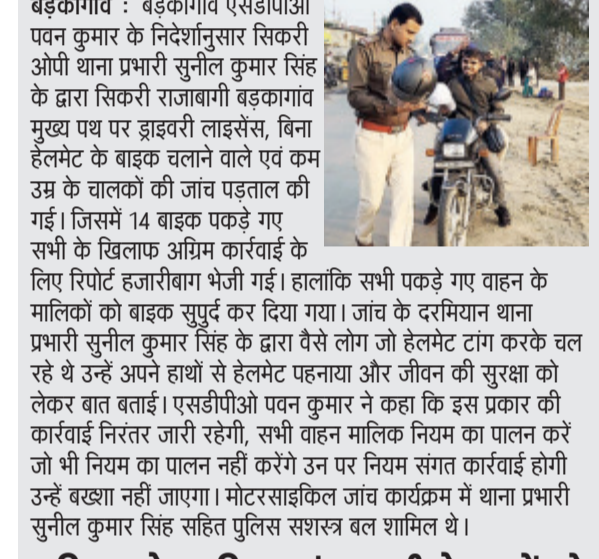 बड़कागांव : बड़कागांव एसडीपीओ
पवन कुमार के निदेर्शानुसार सिकरी
ओपी थाना प्रभारी सुनील कुमार सिंह
के द्वारा सिकरी राजाबागी बड़कागांव
मुख्य पथ पर ड्राइवरी लाइसेंस, बिना
हेलमेट के बाइक चलाने वाले एवं कम
उम्र के चालकों की जांच पड़ताल की
गई। जिसमें 14 बाइक पकड़े गए
सभी के खिलाफ अग्रिम कार्रवाई के
लिए रिपोर्ट हजारीबाग भेजी गई। हालांकि सभी पकड़े गए वाहन के
मालिकों को बाइक सुपुर्द कर दिया गया। जांच के दरमियान थाना
प्रभारी सुनील कुमार सिंह के द्वारा वैसे लोग जो हेलमेट टांग करके चल
रहे थे उन्हें अपने हाथों से हेलमेट पहनाया और जीवन की सुरक्षा को
लेकर बात बताई। एसडीपीओ पवन कुमार ने कहा कि इस प्रकार की
कार्रवाई निरंतर जारी रहेगी, सभी वाहन मालिक नियम का पालन करें
जो भी नियम का पालन नहीं करेंगे उन पर नियम संगत कार्रवाई होगी
उन्हें बख्शा नहीं जाएगा। मोटरसाइकिल जांच कार्यक्रम में थाना प्रभारी
सुनील कुमार सिंह सहित पुलिस सशस्त्र बल शामिल थे।